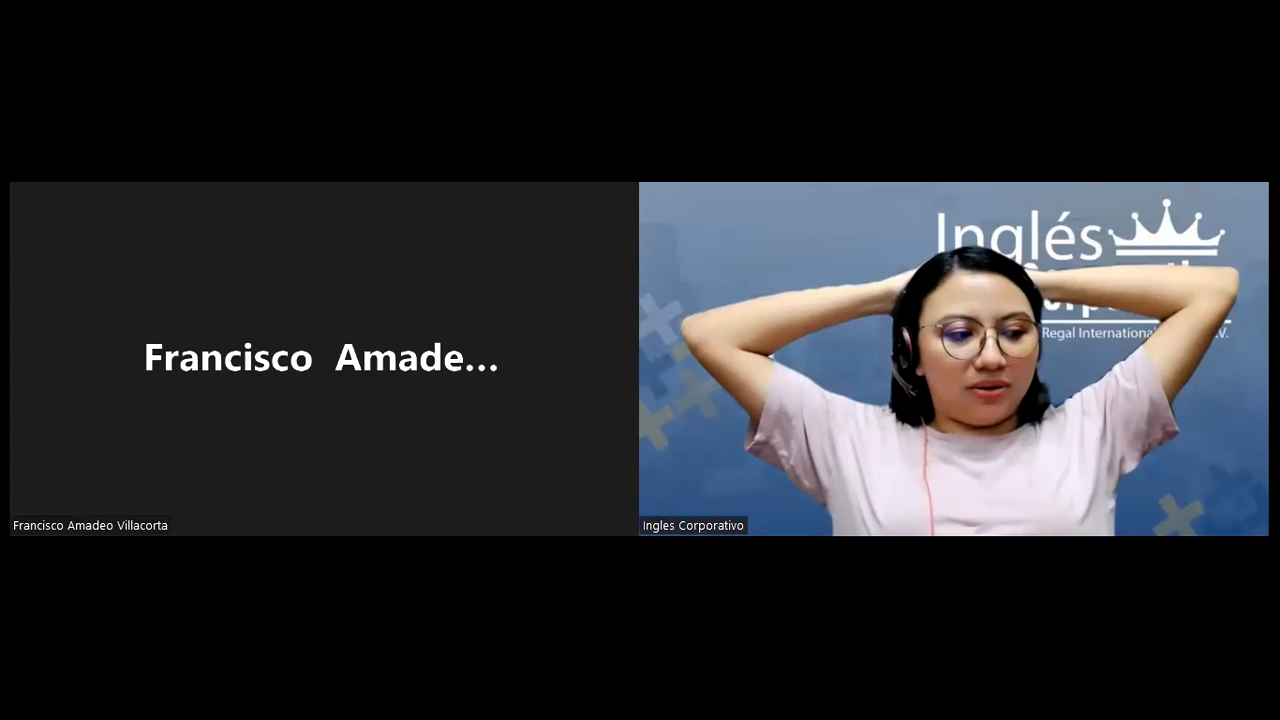 Francisco Amade...
Francisco Amadeo Villacorta
Inglés
Regal International
.V.
Ingles Corporativo